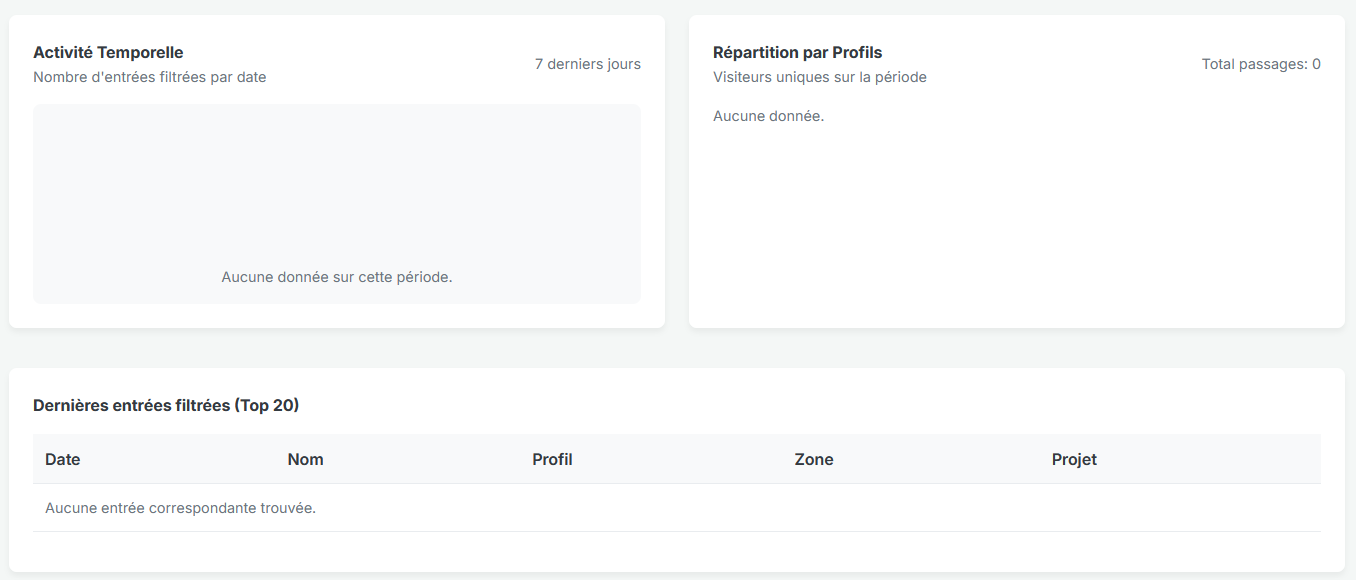 Activité Temporelle
Nombre d'entrées filtrées par date
7 derniers jours
Aucune donnée sur cette période.
Répartition par Profils
Visiteurs uniques sur la période
Total passages: 0
Aucune donnée.
Dernières entrées filtrées (Top 20)
Date Nom Profil Zone Projet
Aucune entrée correspondante trouvée.